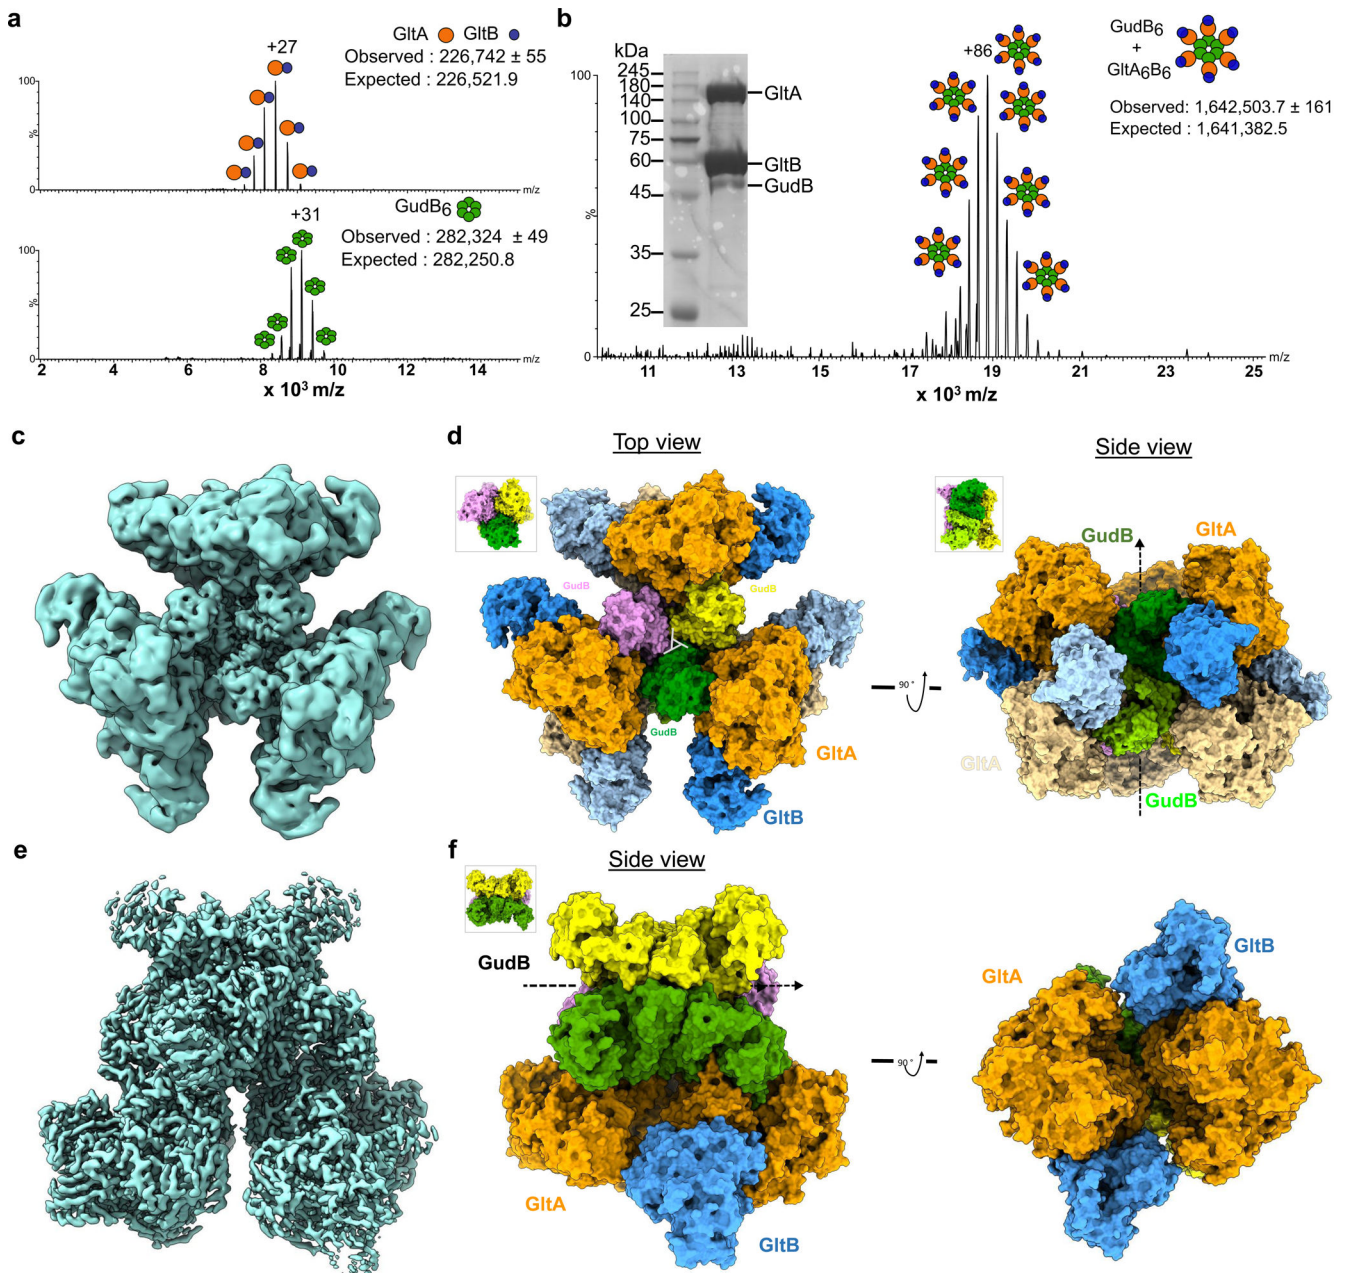 a
GltA GltB
Observed : 226,742 ± 55
Expected : 226,521.9
+27
100
%
0
m/z
GudB6
+31
Observed : 282,324 ± 49
Expected : 282,250.8
100
%
0
m/z
2 4 6 8 10 12 14
x 10³ m/z
b
kDa
245
180
140
100
75
60
45
35
25
GltA
GltB
GudB
+86
GudB6
+
GltA6B6
Observed: 1,642,503.7 ± 161
Expected : 1,641,382.5
100
%
0
m/z
11 13 15 17 19 21 23 25
x 10³ m/z
c
d
Top view
GudB
GudB
GudB
GltA
GltB
90°
Side view
GudB
GltA
GltA
GudB
e
f
Side view
GudB
GltA
GltB
90°
GltA
GltB